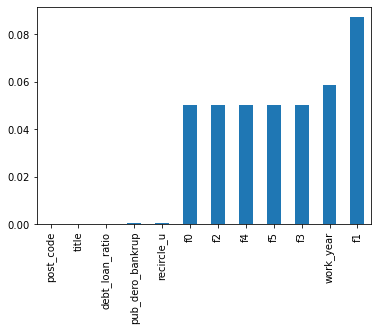 0.08
0.06
0.04
0.02
0.00
post_code
title
debt_loan_ratio
pub_dero_bankrup
recircle_u
f0
f2
f4
f5
f3
work_year
f1